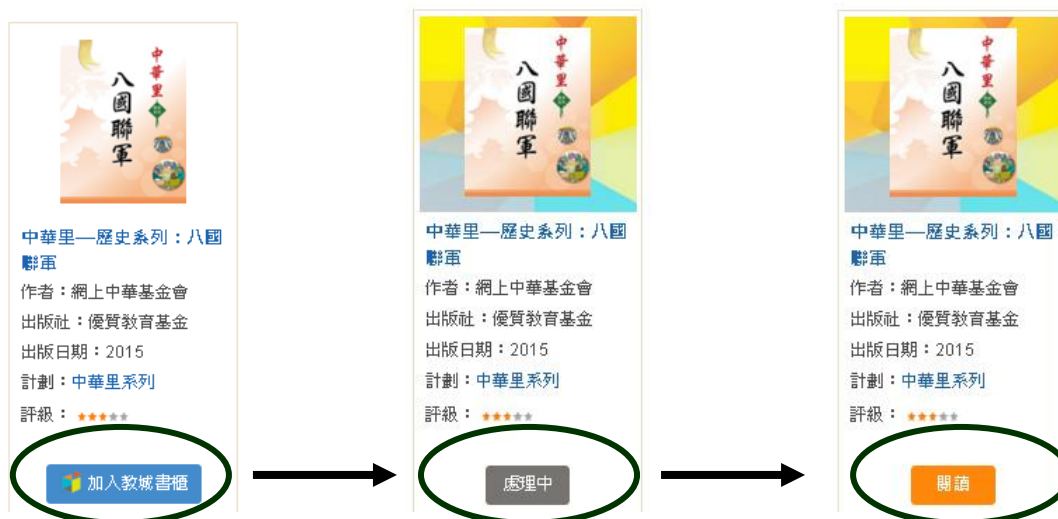 中華里
八國聯軍
中華里—歷史系列：八國
聯軍
作者：網上中華基金會
出版社：優質教育基金
出版日期：2015
計劃：中華里系列
評級：
加入教城書櫃
中華里
八國聯軍
中華里—歷史系列：八國
聯軍
作者：網上中華基金會
出版社：優質教育基金
出版日期：2015
計劃：中華里系列
評級：
處理中
中華里
八國聯軍
中華里—歷史系列：八國
聯軍
作者：網上中華基金會
出版社：優質教育基金
出版日期：2015
計劃：中華里系列
評級：
閱讀